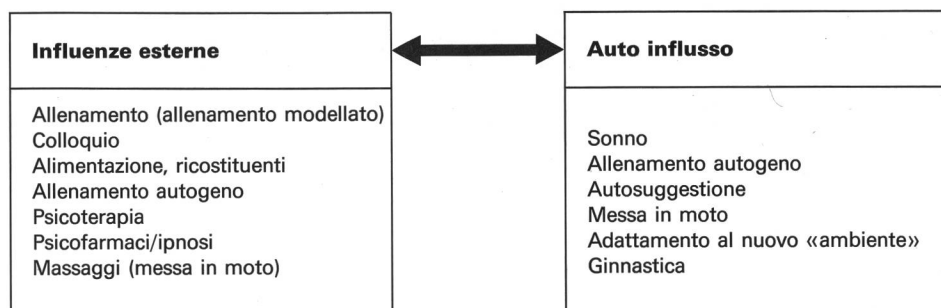 Influenze esterne
Allenamento (allenamento modellato)
Colloquio
Alimentazione, ricostituenti
Allenamento autogeno
Psicoterapia
Psicofarmaci/ipnosi
Massaggi (messa in moto)
Auto influsso
Sonno
Allenamento autogeno
Autosuggestione
Messa in moto
Adattamento al nuovo «ambiente»
Ginnastica